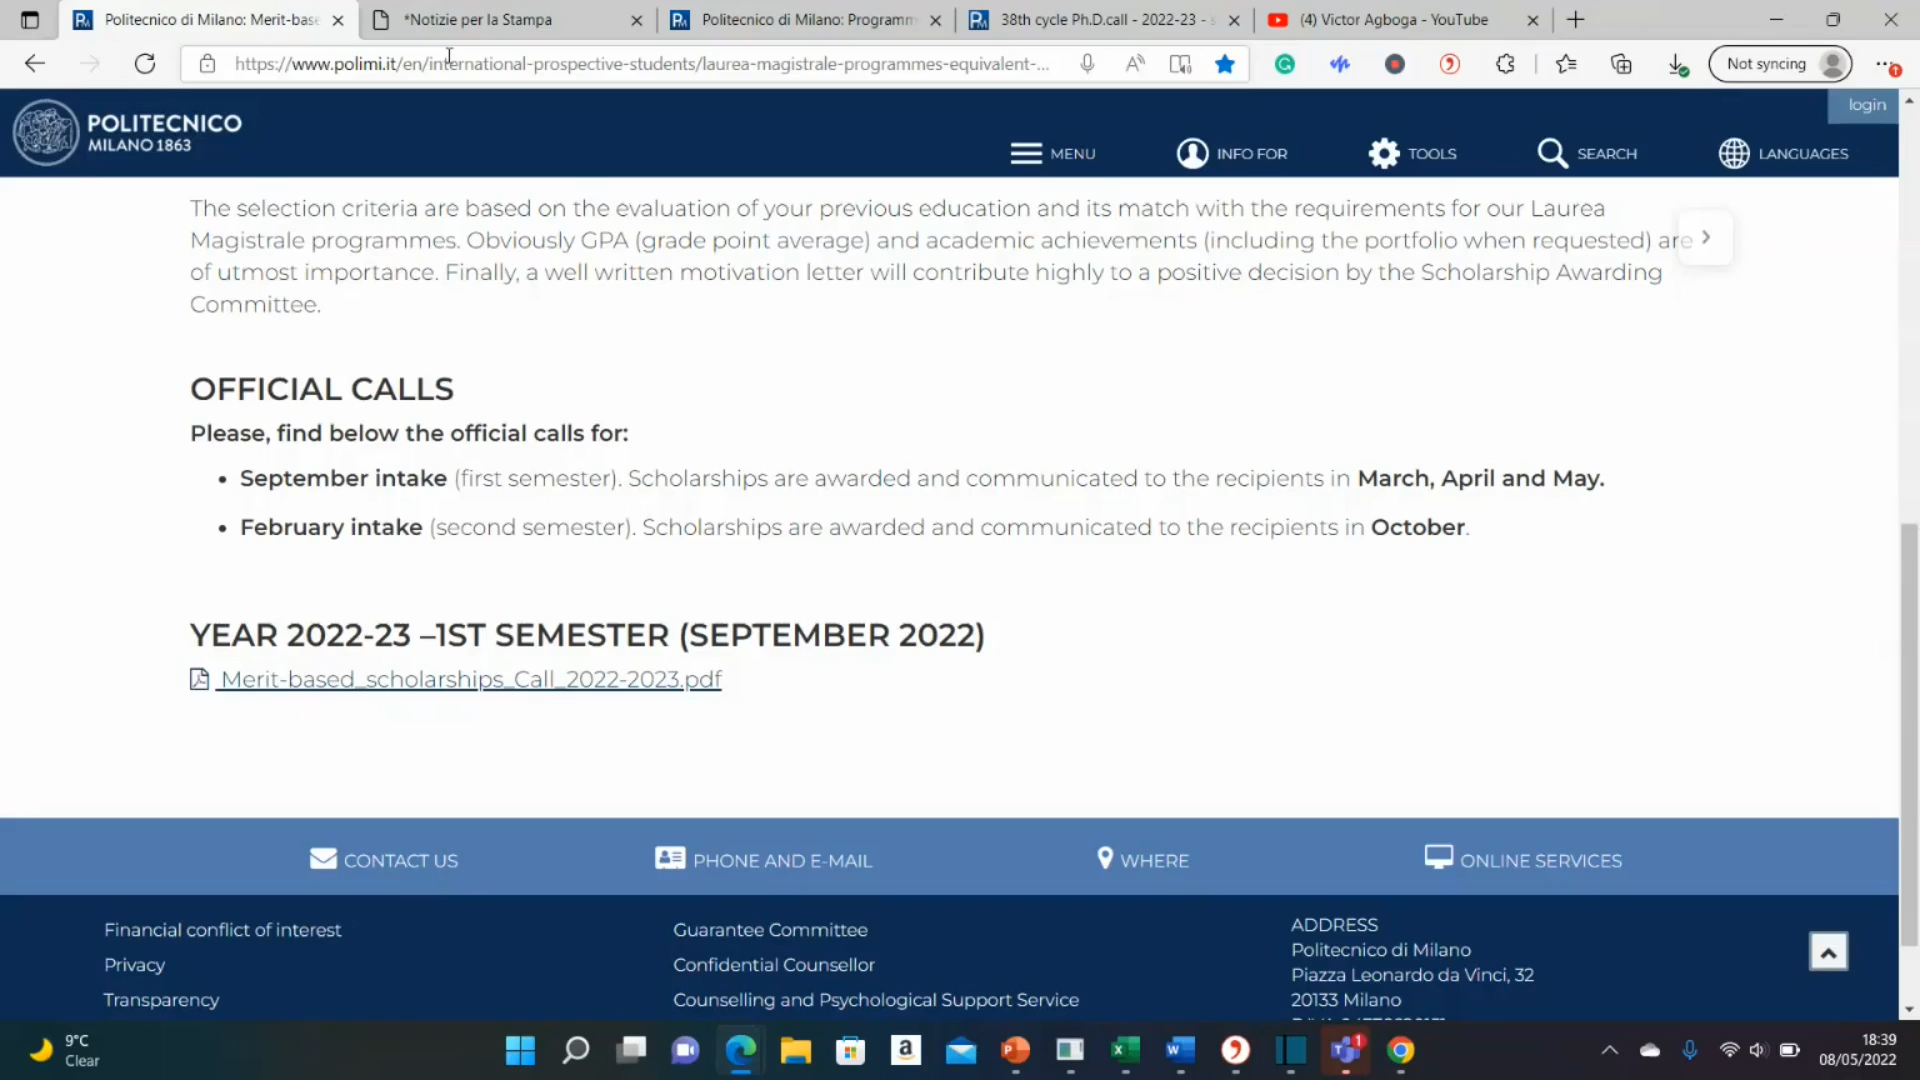 Politecnico di Milano: Merit-base
*Notizie per la Stampa
Politecnico di Milano: Programm
38th cycle Ph.D.call - 2022-23 - s
(4) Victor Agboga - YouTube
https://www.polimi.it/en/international-prospective-students/laurea-magistrale-programmes-equivalent-...
Not syncing
login
POLITECNICO
MILANO 1863
MENU
INFO FOR
TOOLS
SEARCH
LANGUAGES
The selection criteria are based on the evaluation of your previous education and its match with the requirements for our Laurea
Magistrale programmes. Obviously GPA (grade point average) and academic achievements (including the portfolio when requested) are
of utmost importance. Finally, a well written motivation letter will contribute highly to a positive decision by the Scholarship Awarding
Committee.
OFFICIAL CALLS
Please, find below the official calls for:
• September intake (first semester). Scholarships are awarded and communicated to the recipients in March, April and May.
• February intake (second semester). Scholarships are awarded and communicated to the recipients in October.
YEAR 2022-23 –1ST SEMESTER (SEPTEMBER 2022)
Merit-based_scholarships_Call_2022-2023.pdf
CONTACT US
PHONE AND E-MAIL
WHERE
ONLINE SERVICES
Financial conflict of interest
Privacy
Transparency
Guarantee Committee
Confidential Counsellor
Counselling and Psychological Support Service
ADDRESS
Politecnico di Milano
Piazza Leonardo da Vinci, 32
20133 Milano
9°C
Clear
18:39
08/05/2022